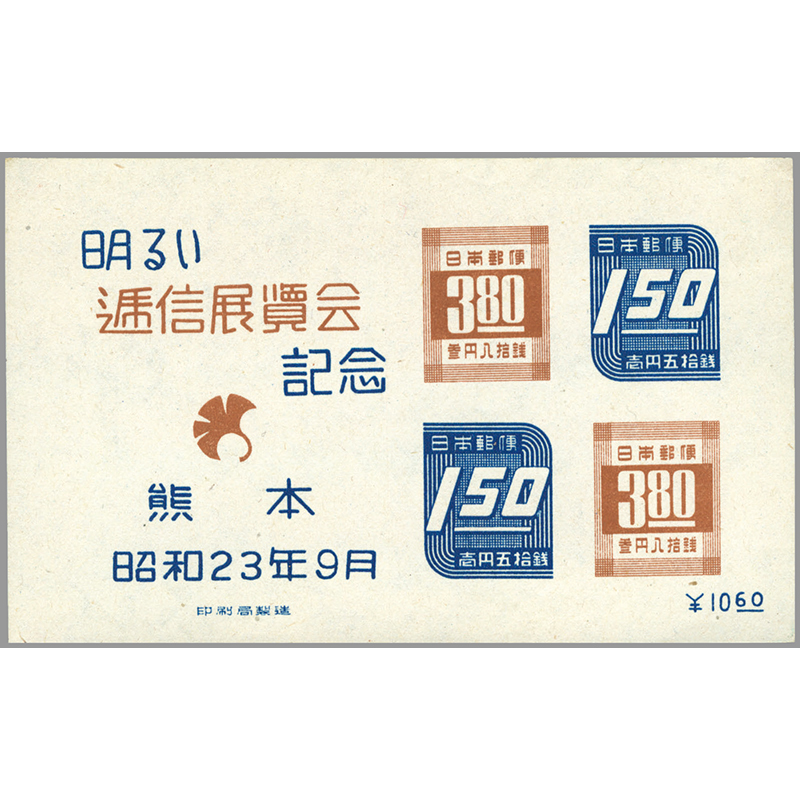 明るい
逓信展覧会
記念
熊 本
昭和23年9月
印刷局製造
日本郵便
3.80
叁円八拾銭
日本郵便
1.50
壱円五拾銭
日本郵便
1.50
壱円五拾銭
日本郵便
3.80
叁円八拾銭
¥10 60